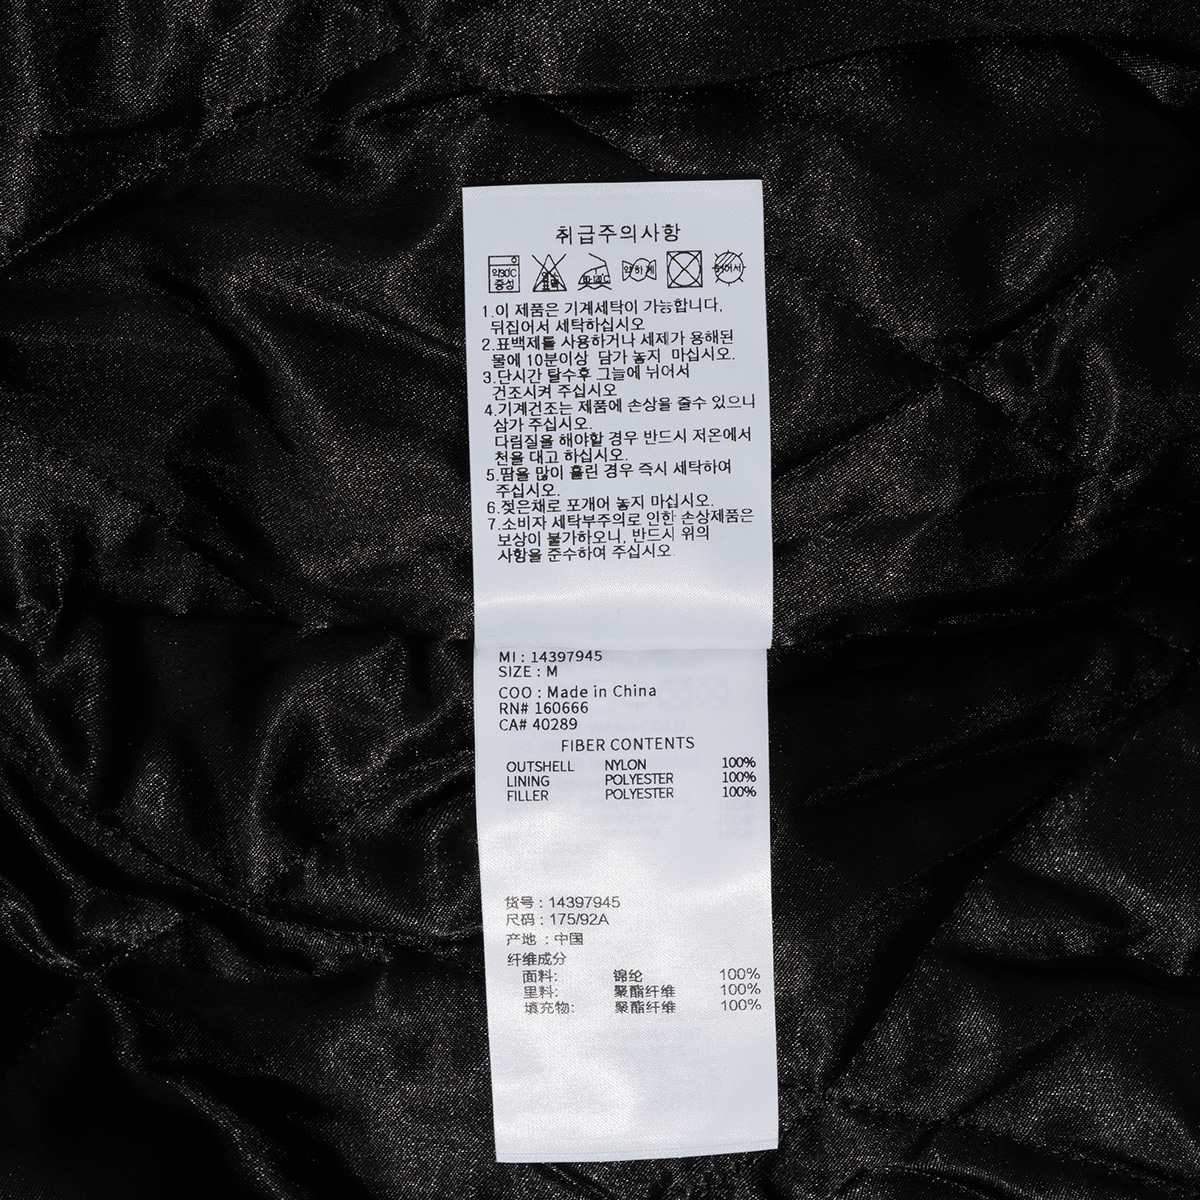 취급주의사항
약30℃ 중성
약하게
뉘어서
1.이 제품은 기계세탁이 가능합니다,
뒤집어서 세탁하십시오
2.표백제를 사용하거나 세제가 용해된
물에 10분이상 담가 놓지 마십시오.
3.단시간 탈수후 그늘에 뉘어서
건조시켜 주십시오
4.기계건조는 제품에 손상을 줄수 있으니
삼가 주십시오.
다림질을 해야할 경우 반드시 저온에서
천을 대고 하십시오.
5.땀을 많이 흘린 경우 즉시 세탁하여
주십시오.
6.젖은채로 포개어 놓지 마십시오.
7.소비자 세탁부주의로 인한 손상제품은
보상이 불가하오니, 반드시 위의
사항을 준수하여 주십시오.
MI : 14397945
SIZE : M
COO : Made in China
RN# 160666
CA# 40289
FIBER CONTENTS
OUTSHELL NYLON 100%
LINING POLYESTER 100%
FILLER POLYESTER 100%
货号 : 14397945
尺码 : 175/92A
产地 : 中国
纤维成分
面料: 锦纶 100%
里料: 聚酯纤维 100%
填充物: 聚酯纤维 100%